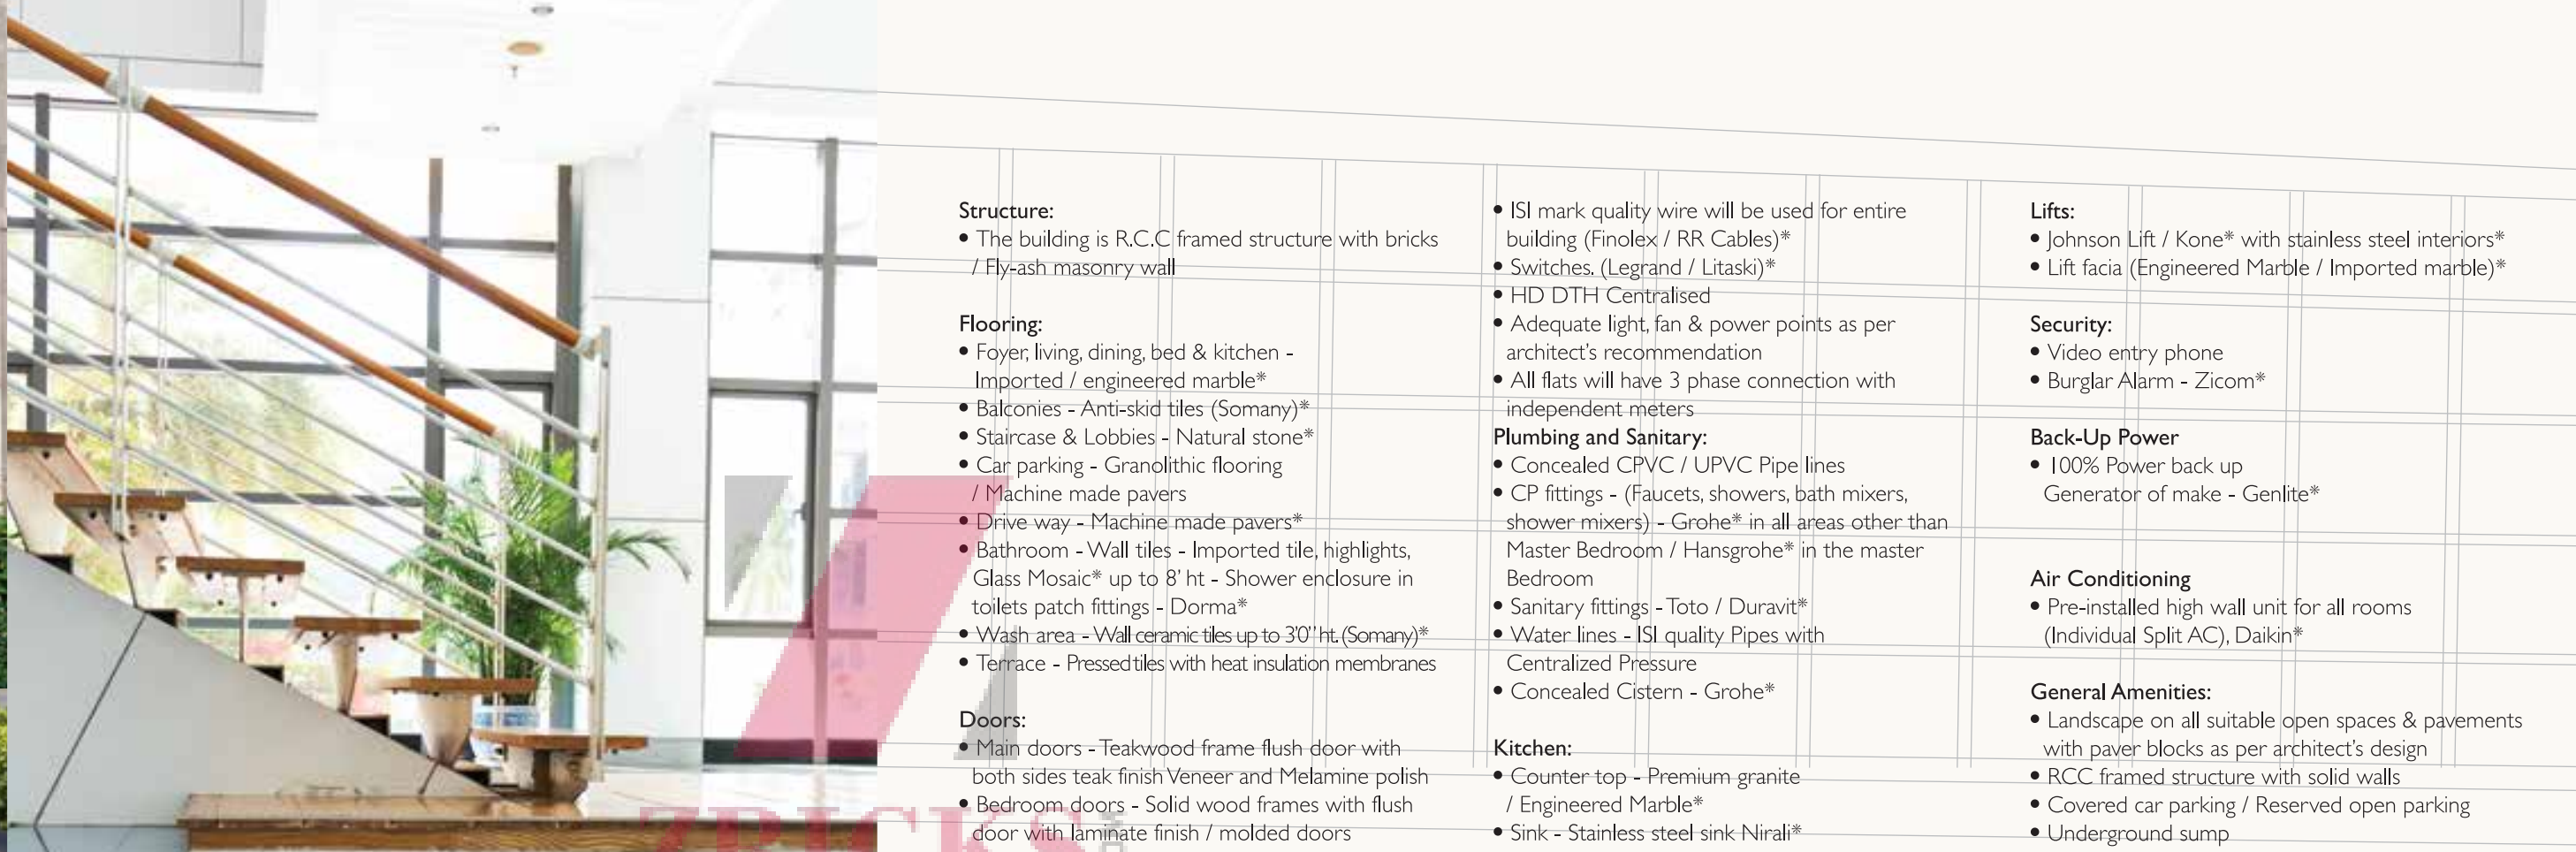 Structure:
• The building is R.C.C framed structure with bricks
/ Fly-ash masonry wall
Flooring:
• Foyer, living, dining, bed & kitchen -
Imported / engineered marble*
• Balconies - Anti-skid tiles (Somany)*
• Staircase & Lobbies - Natural stone*
• Car parking - Granolithic flooring
/ Machine made pavers
• Drive way - Machine made pavers*
• Bathroom - Wall tiles - Imported tile, highlights,
Glass Mosaic* up to 8' ht - Shower enclosure in
toilets patch fittings - Dorma*
• Wash area - Wall ceramic tiles up to 3'0'' ht. (Somany)*
• Terrace - Pressed tiles with heat insulation membranes
Doors:
• Main doors - Teakwood frame flush door with
both sides teak finish Veneer and Melamine polish
• Bedroom doors - Solid wood frames with flush
door with laminate finish / molded doors
• ISI mark quality wire will be used for entire
building (Finolex / RR Cables)*
• Switches. (Legrand / Litaski)*
• HD DTH Centralised
• Adequate light, fan & power points as per
architect's recommendation
• All flats will have 3 phase connection with
independent meters
Plumbing and Sanitary:
• Concealed CPVC / UPVC Pipe lines
• CP fittings - (Faucets, showers, bath mixers,
shower mixers) - Grohe* in all areas other than
Master Bedroom / Hansgrohe* in the master
Bedroom
• Sanitary fittings - Toto / Duravit*
• Water lines - ISI quality Pipes with
Centralized Pressure
• Concealed Cistern - Grohe*
Kitchen:
• Counter top - Premium granite
/ Engineered Marble*
• Sink - Stainless steel sink Nirali*
Lifts:
• Johnson Lift / Kone* with stainless steel interiors*
• Lift facia (Engineered Marble / Imported marble)*
Security:
• Video entry phone
• Burglar Alarm - Zicom*
Back-Up Power
• 100% Power back up
Generator of make - Genlite*
Air Conditioning
• Pre-installed high wall unit for all rooms
(Individual Split AC), Daikin*
General Amenities:
• Landscape on all suitable open spaces & pavements
with paver blocks as per architect's design
• RCC framed structure with solid walls
• Covered car parking / Reserved open parking
• Underground sump